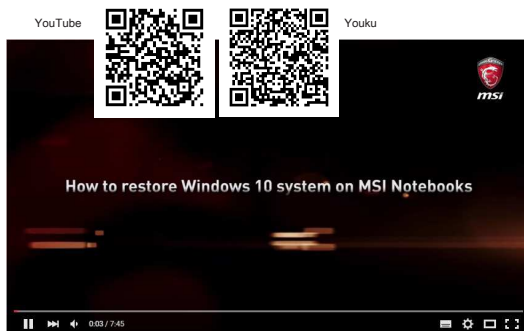 YouTube
Youku
msi
How to restore Windows 10 system on MSI Notebooks
0:03 / 7:45